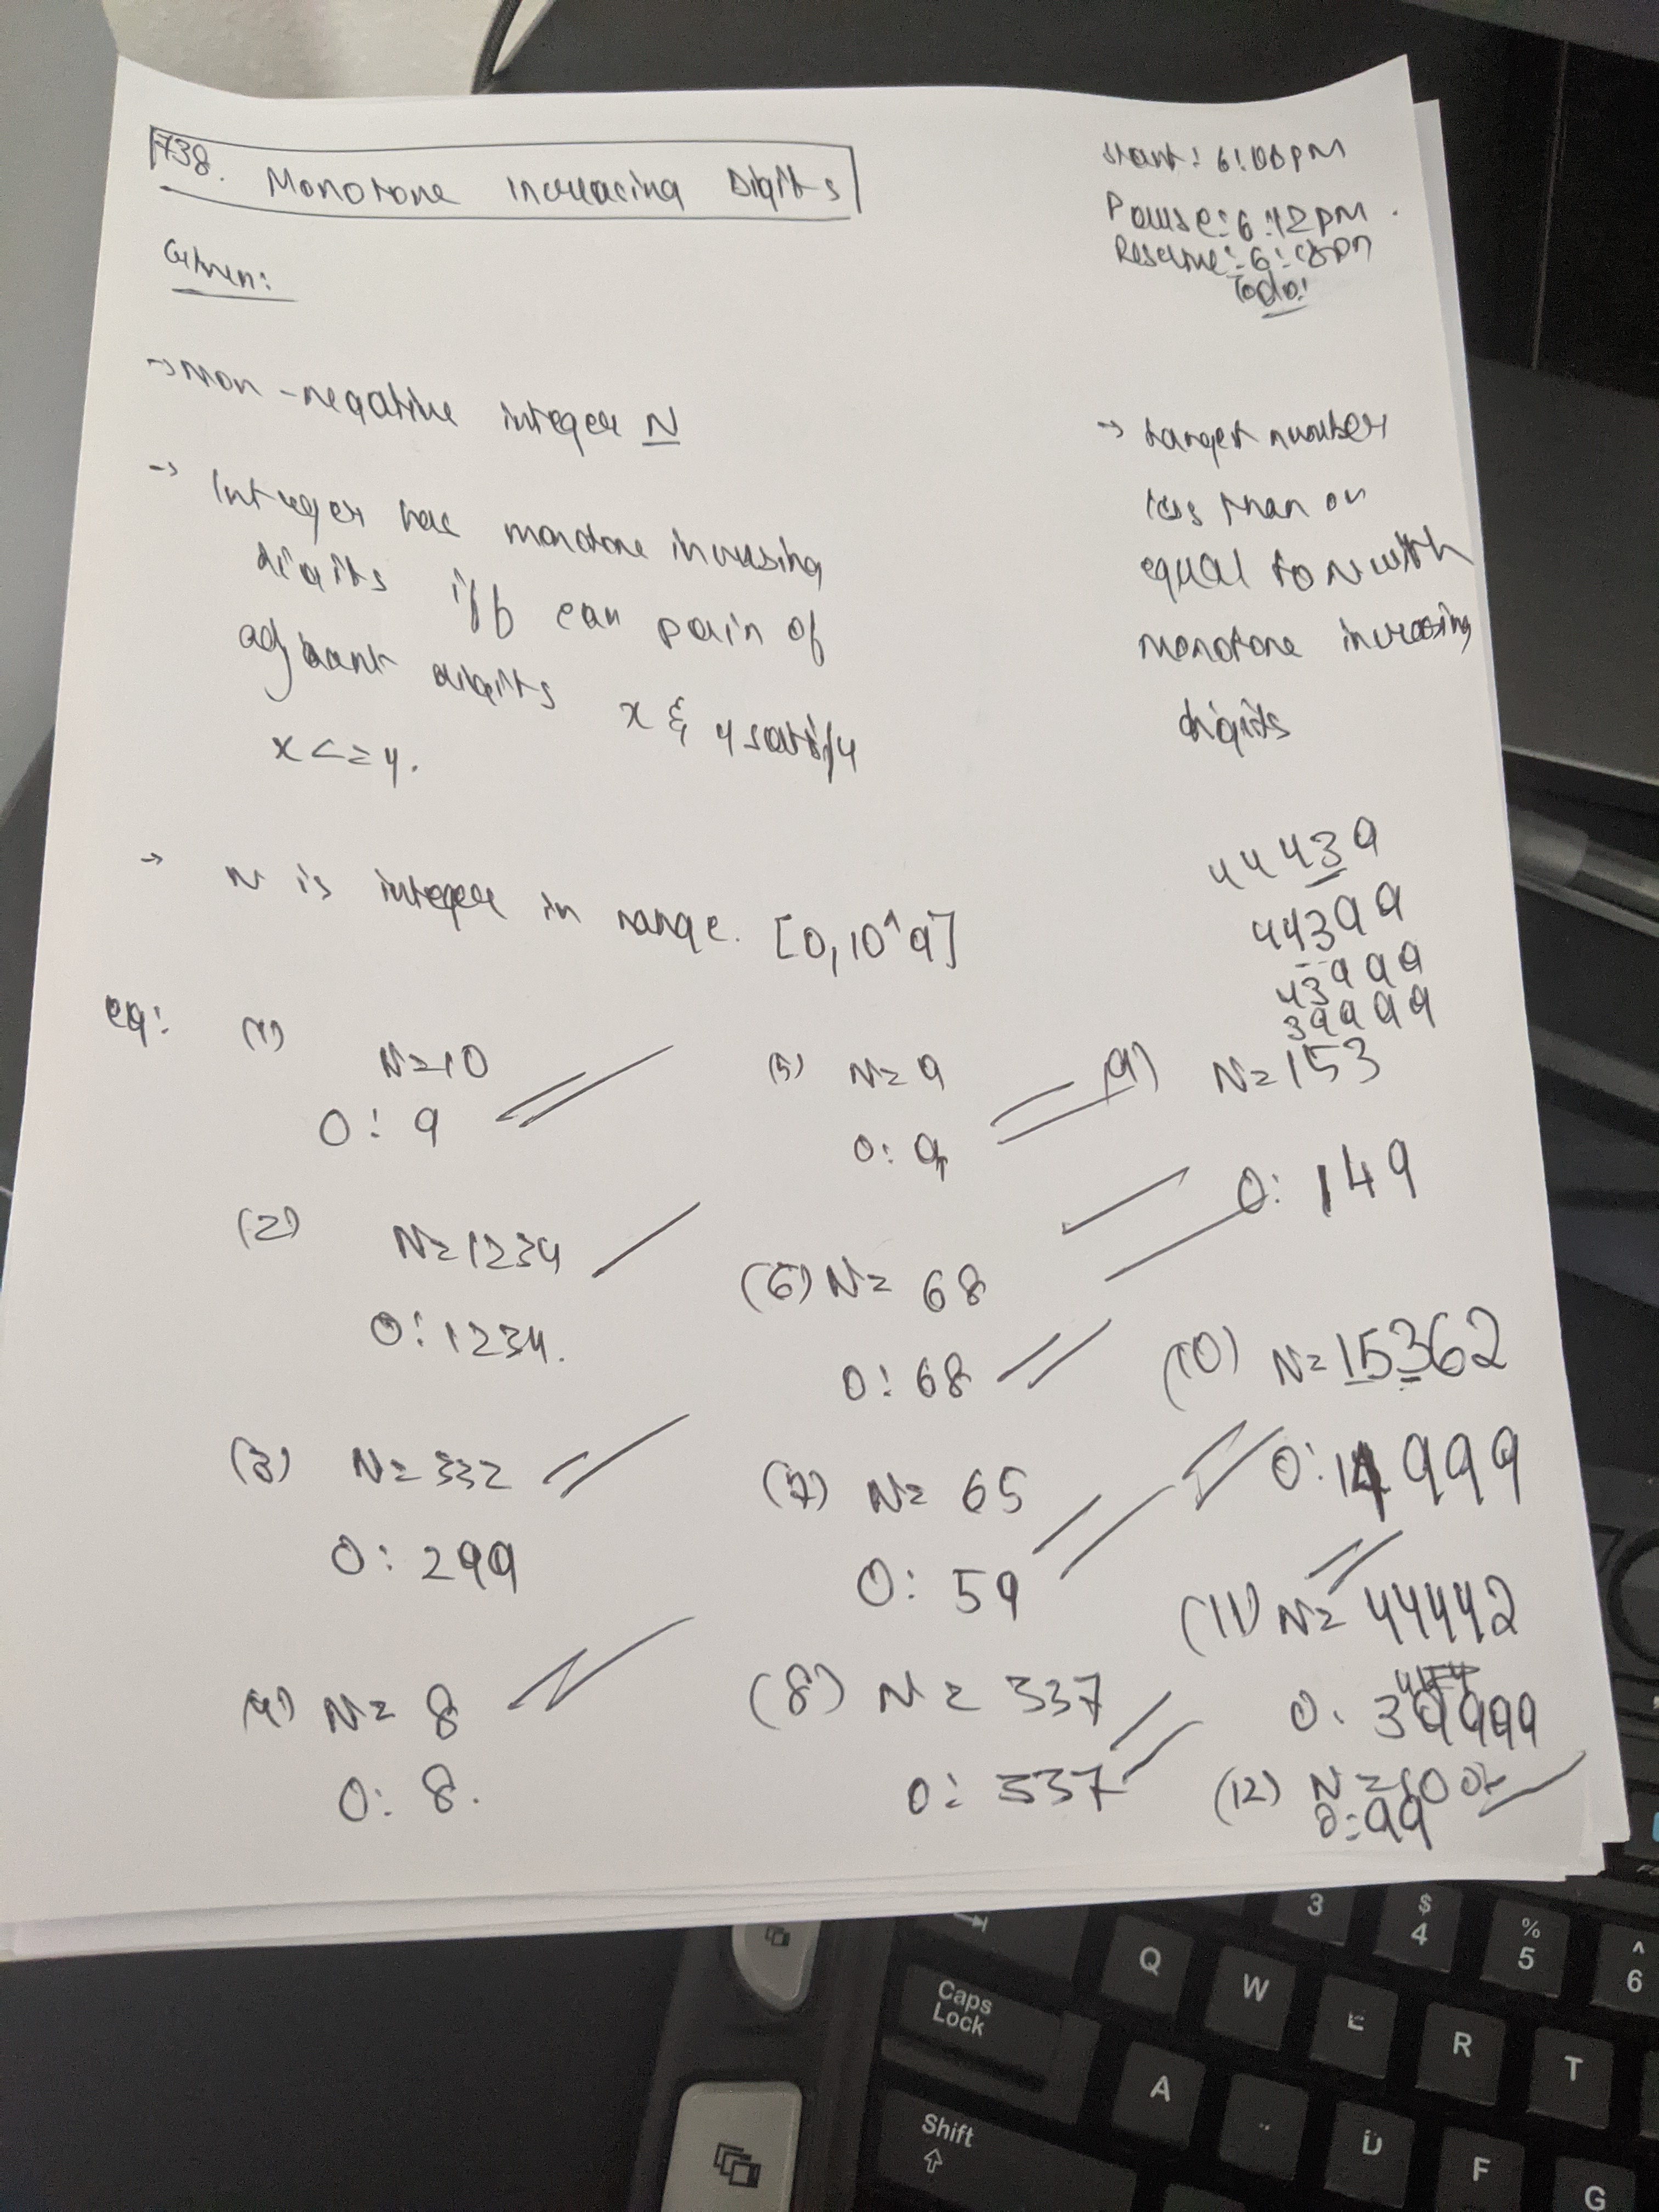 738. Monotone Increasing Digits
Start: 6:06PM
Pause: 6:12PM.
Resume: 6:18PM
Todo:
Given:
→ non-negative integer N
→ Integer has monotone increasing
digits iff each pair of
adjacent digits x & y satisfy
x <= y.
→ N is integer in range. [0,10^9]
→ largest number
less than or
equal to N with
monotone increasing
digits
44439
44399
43999
39999
eg:
(1) N=10
O: 9
(2) N=1234
O: 1234.
(3) N=332
O: 299
(4) N= 8
O: 8.
(5) N= 9
O: 9
(6) N= 68
O: 68
(7) N= 65
O: 59
(8) N= 337
O: 337
(9) N=153
O: 149
(10) N=15362
O: 14999
(11) N= 44442
O: 39999
(12) N=100
O: 99
3
$
4
%
5
^
6
Q
W
E
R
T
Caps
Lock
A
D
F
G
Shift